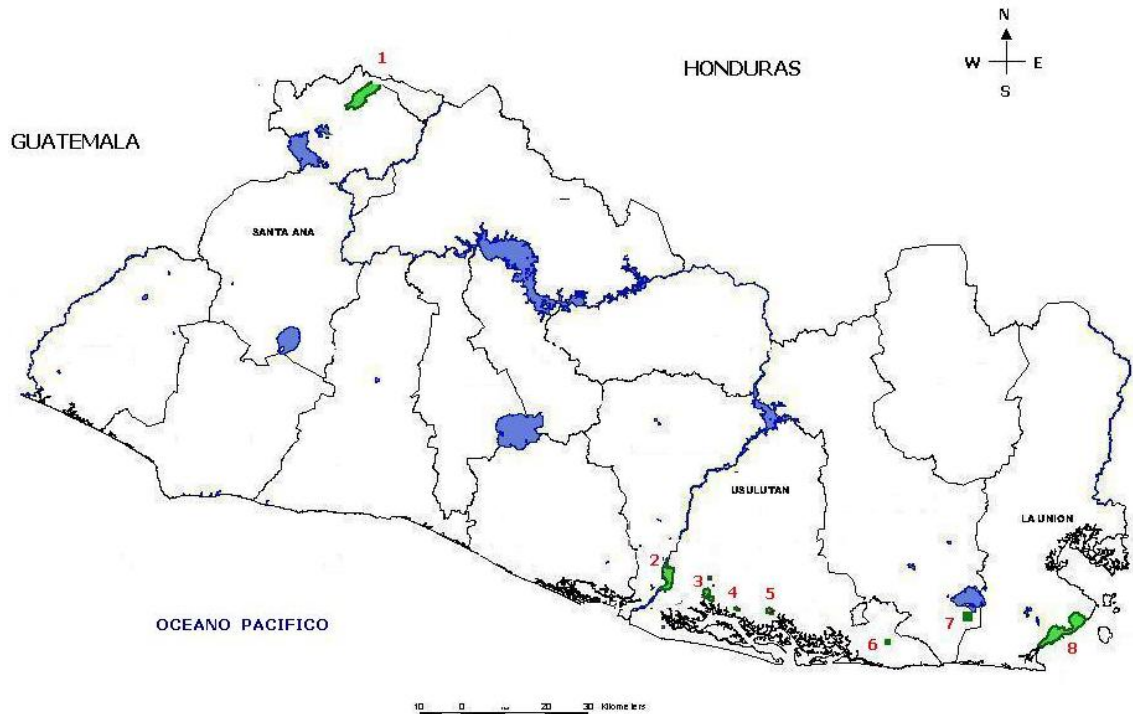 N
1
HONDURAS
W E
S
GUATEMALA
SANTA ANA
USULUTAN
LA UNION
2
3
4
5
OCEANO PACIFICO
7
6
8
10 0 20 30 Kilometers